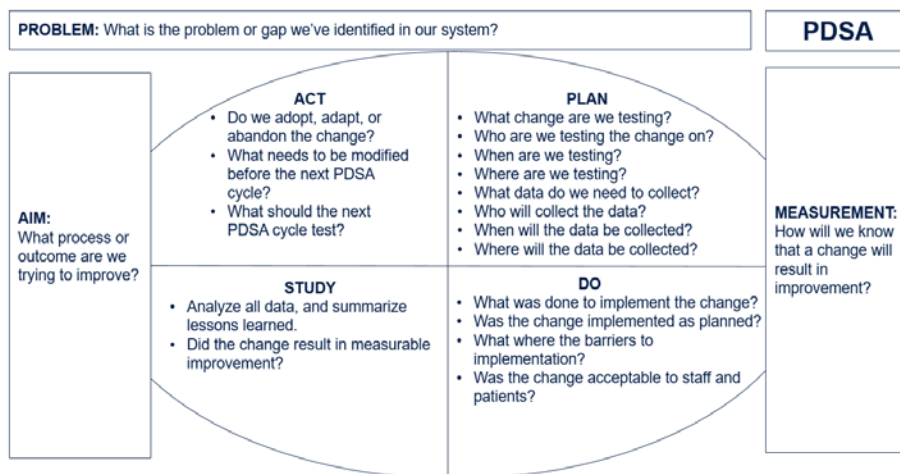 PROBLEM: What is the problem or gap we've identified in our system?
PDSA
AIM:
What process or
outcome are we
trying to improve?
ACT
• Do we adopt, adapt, or
abandon the change?
• What needs to be modified
before the next PDSA
cycle?
• What should the next
PDSA cycle test?
PLAN
• What change are we testing?
• Who are we testing the change on?
• When are we testing?
• Where are we testing?
• What data do we need to collect?
• Who will collect the data?
• When will the data be collected?
• Where will the data be collected?
STUDY
• Analyze all data, and summarize
lessons learned.
• Did the change result in measurable
improvement?
DO
• What was done to implement the change?
• Was the change implemented as planned?
• What where the barriers to
implementation?
• Was the change acceptable to staff and
patients?
MEASUREMENT:
How will we know
that a change will
result in
improvement?